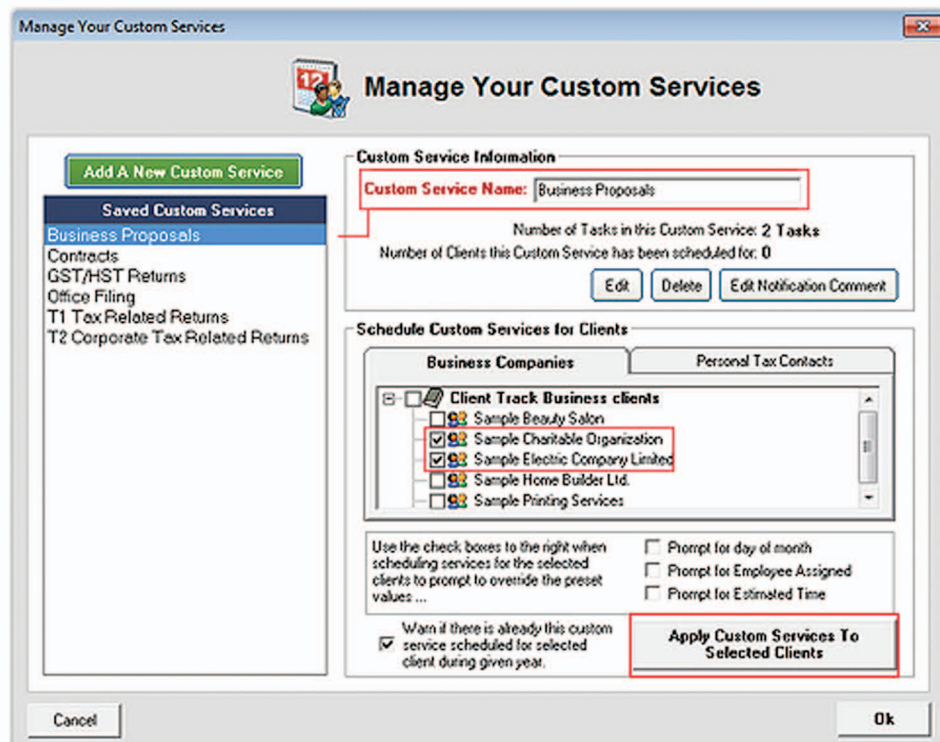 Manage Your Custom Services
12
Manage Your Custom Services
Add A New Custom Service
Saved Custom Services
Business Proposals
Contracts
GST/HST Returns
Office Filing
T1 Tax Related Returns
T2 Corporate Tax Related Returns
Custom Service Information
Custom Service Name: Business Proposals
Number of Tasks in this Custom Service: 2 Tasks
Number of Clients this Custom Service has been scheduled for: 0
Edit Delete Edit Notification Comment
Schedule Custom Services for Clients
Business Companies Personal Tax Contacts
Client Track Business clients
Sample Beauty Salon
Sample Charitable Organization
Sample Electric Company Limited
Sample Home Builder Ltd.
Sample Printing Services
Use the check boxes to the right when
scheduling services for the selected
clients to prompt to override the preset
values ...
Prompt for day of month
Prompt for Employee Assigned
Prompt for Estimated Time
Warn if there is already this custom
service scheduled for selected
client during given year.
Apply Custom Services To
Selected Clients
Cancel Ok